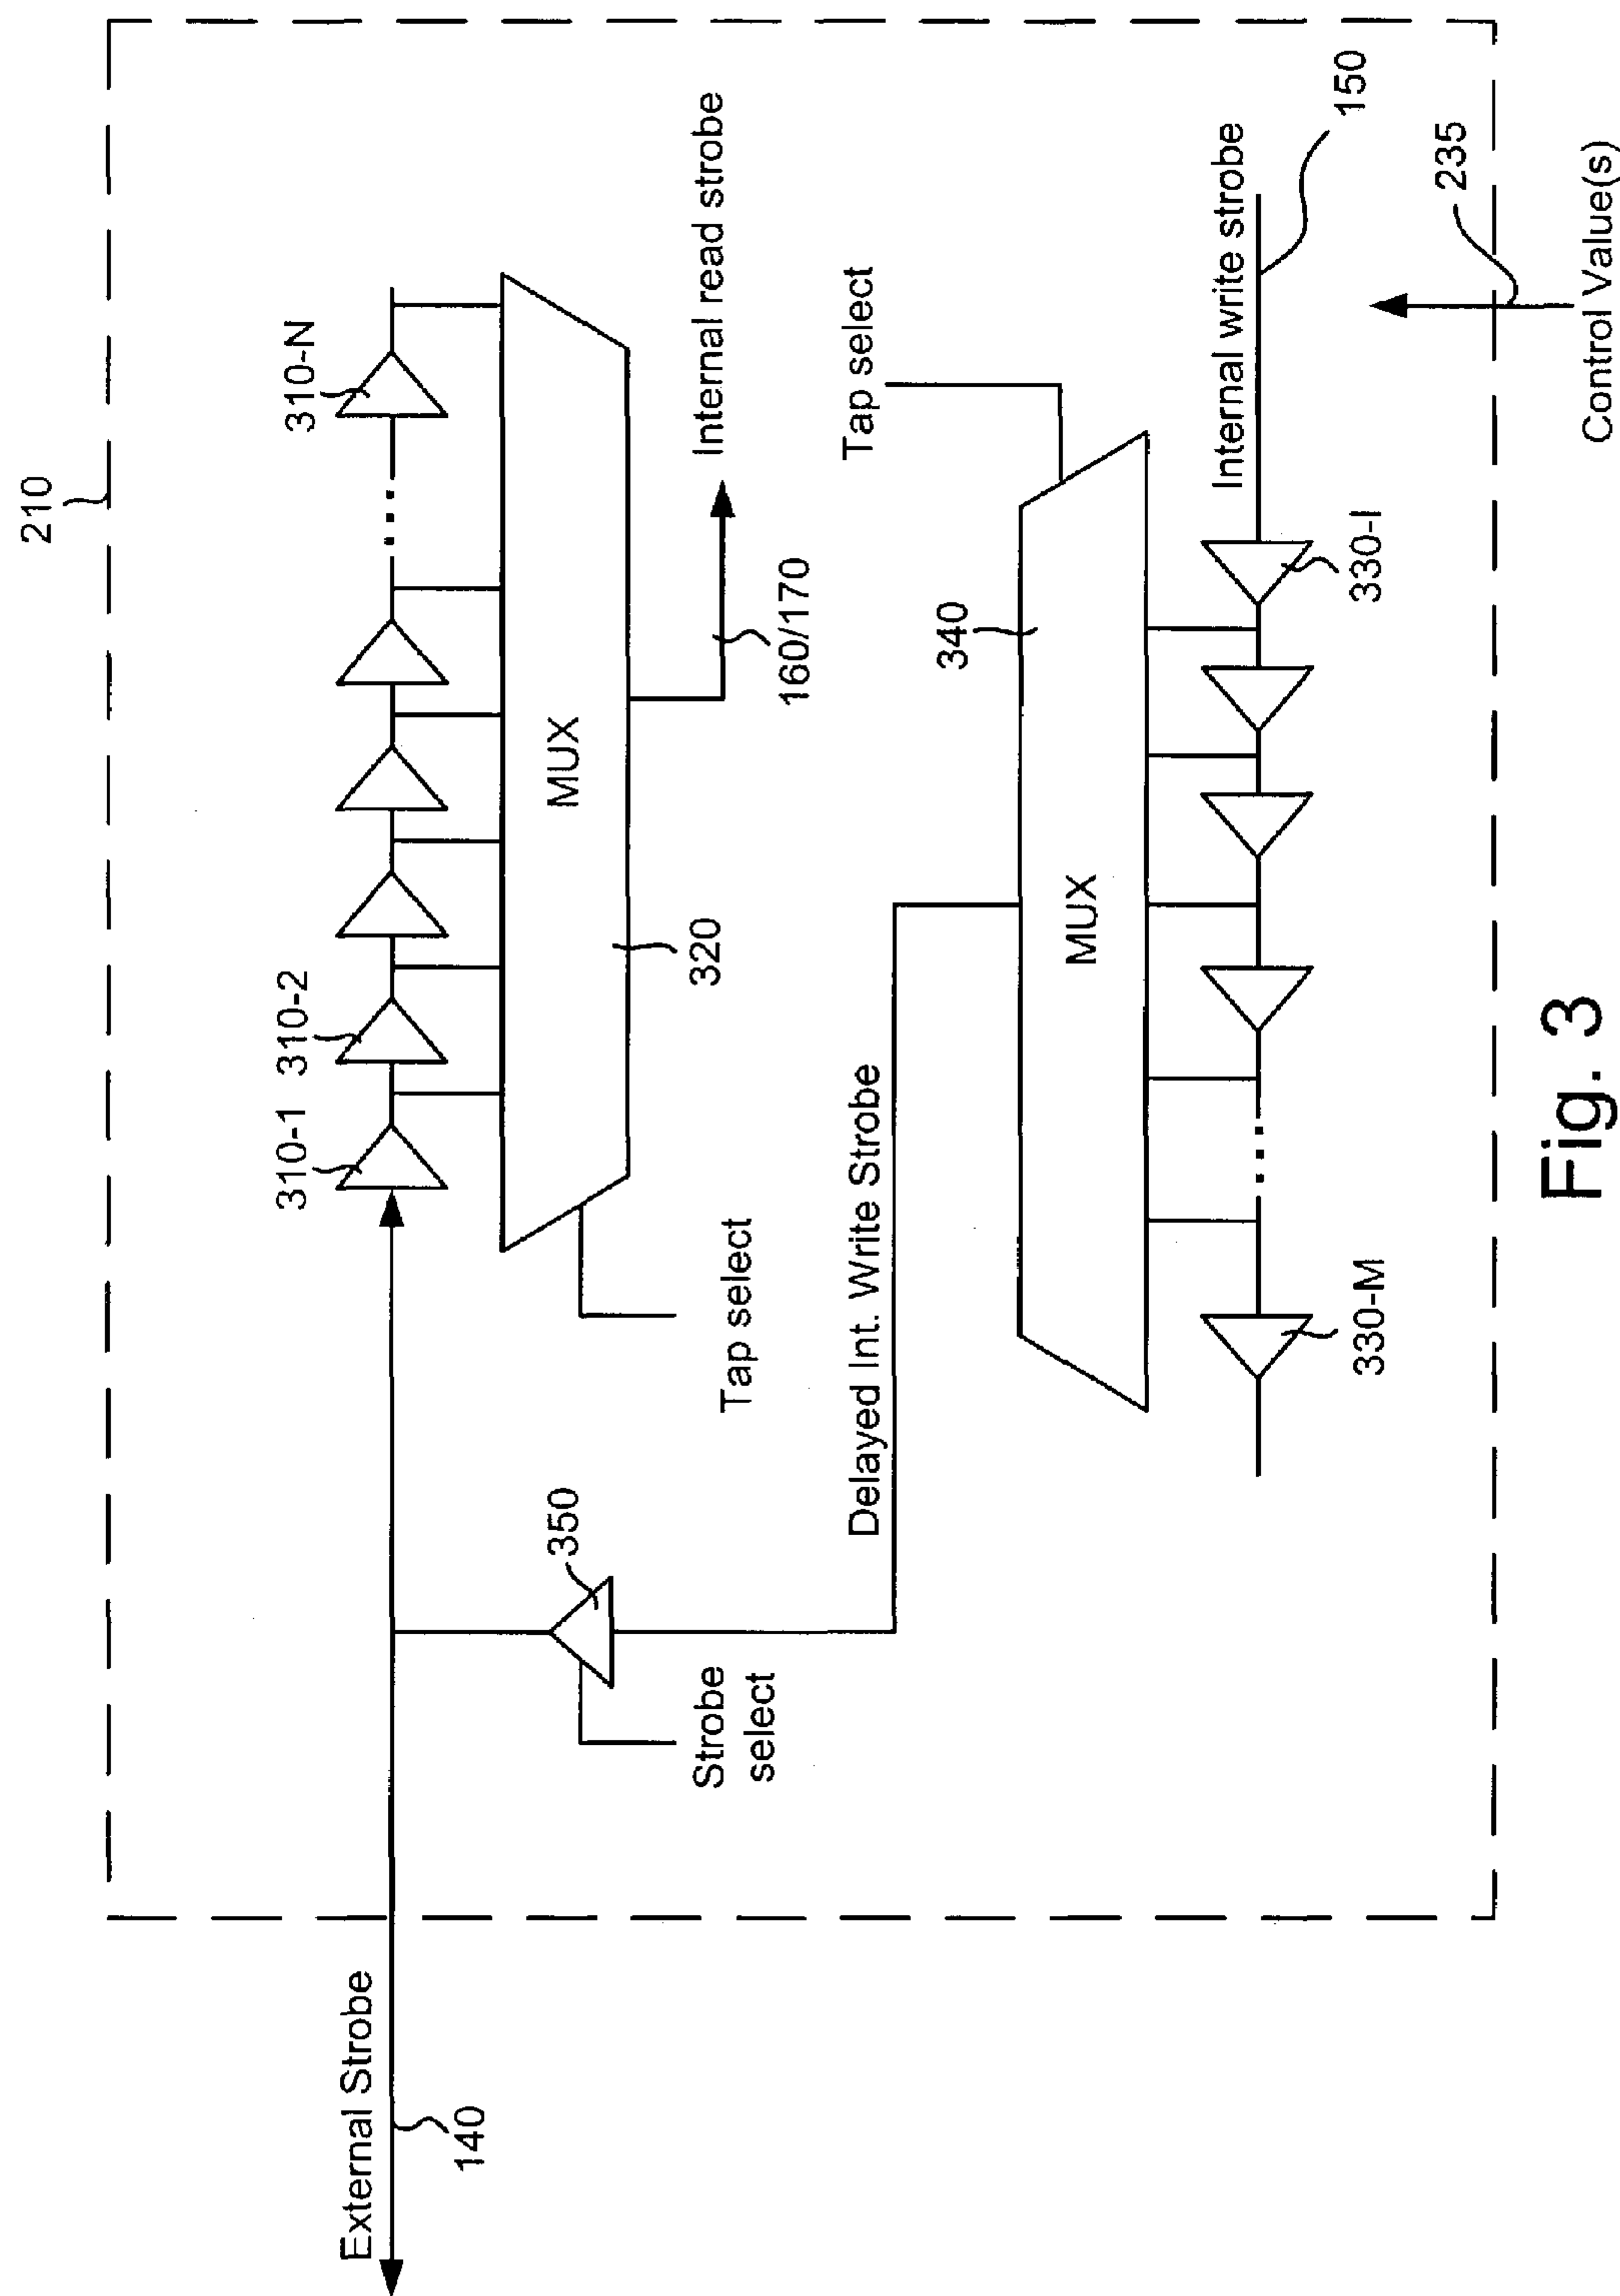 210
310-1
310-2
310-N
External Strobe
140
MUX
320
Internal read strobe
160/170
Tap select
350
Strobe
select
Delayed Int. Write Strobe
Tap select
340
MUX
Internal write strobe
150
330-I
330-M
235
Control Value(s)
Fig. 3